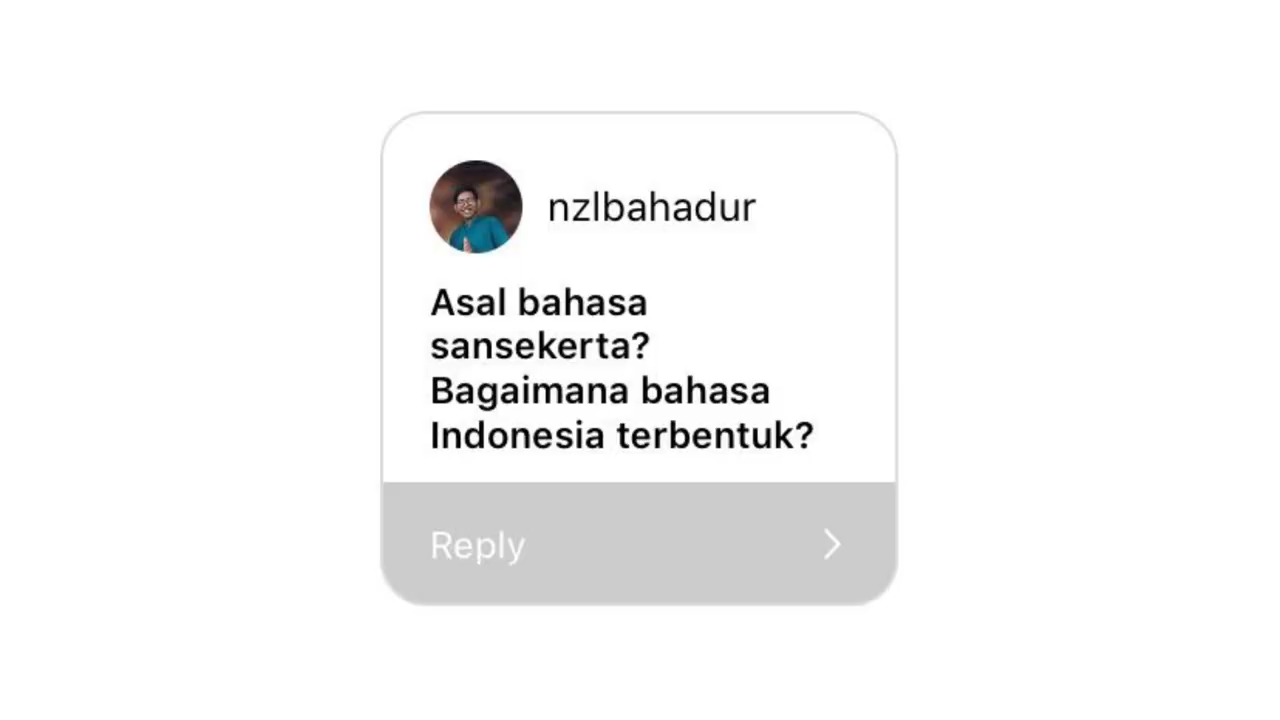 nzlbahadur
Asal bahasa
sansekerta?
Bagaimana bahasa
Indonesia terbentuk?
Reply